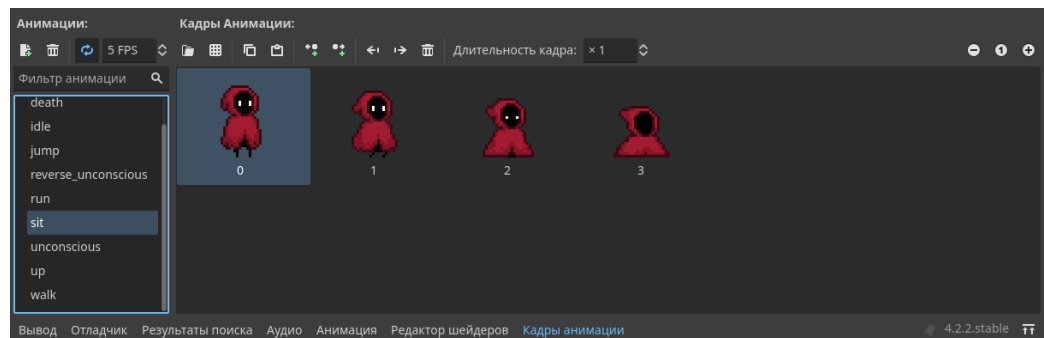 Анимации: Кадры Анимации:
5 FPS Длительность кадра: × 1
Фильтр анимации
death
idle
jump
reverse_unconscious
run
sit
unconscious
up
walk
0 1 2 3
Вывод Отладчик Результаты поиска Аудио Анимация Редактор шейдеров Кадры анимации 4.2.2.stable